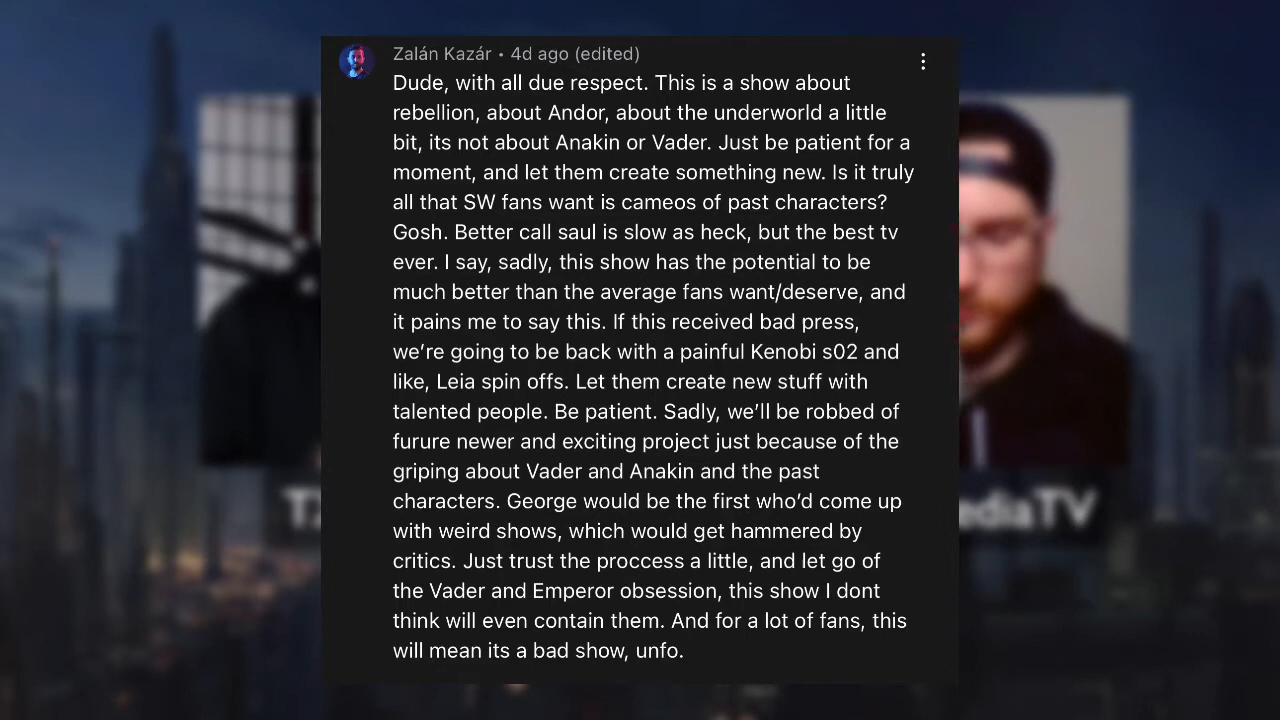 Zalán Kazár • 4d ago (edited)
Dude, with all due respect. This is a show about
rebellion, about Andor, about the underworld a little
bit, its not about Anakin or Vader. Just be patient for a
moment, and let them create something new. Is it truly
all that SW fans want is cameos of past characters?
Gosh. Better call saul is slow as heck, but the best tv
ever. I say, sadly, this show has the potential to be
much better than the average fans want/deserve, and
it pains me to say this. If this received bad press,
we’re going to be back with a painful Kenobi s02 and
like, Leia spin offs. Let them create new stuff with
talented people. Be patient. Sadly, we’ll be robbed of
furure newer and exciting project just because of the
griping about Vader and Anakin and the past
characters. George would be the first who’d come up
with weird shows, which would get hammered by
critics. Just trust the proccess a little, and let go of
the Vader and Emperor obsession, this show I dont
think will even contain them. And for a lot of fans, this
will mean its a bad show, unfo.
ediaTV